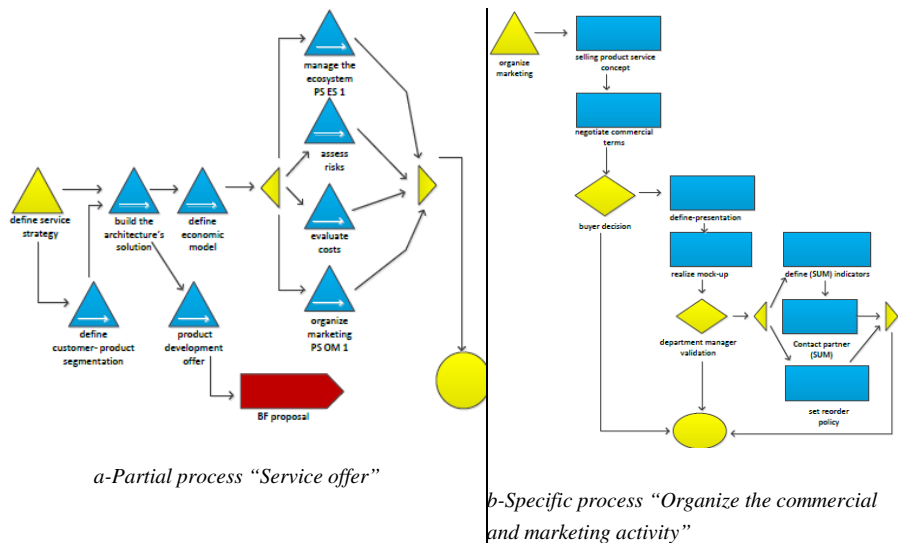 manage the
ecosystem
PS ES 1
assess
risks
define service
strategy
build the
architecture's
solution
define
economic
model
evaluate
costs
define
customer- product
segmentation
product
development
offer
organize
marketing
PS OM 1
BF proposal
a-Partial process “Service offer”
organize
marketing
selling product service
concept
negotiate commercial
terms
buyer decision
define-presentation
realize mock-up
define (SUM) indicators
department manager
validation
Contact partner
(SUM)
set reorder
policy
b-Specific process “Organize the commercial
and marketing activity”